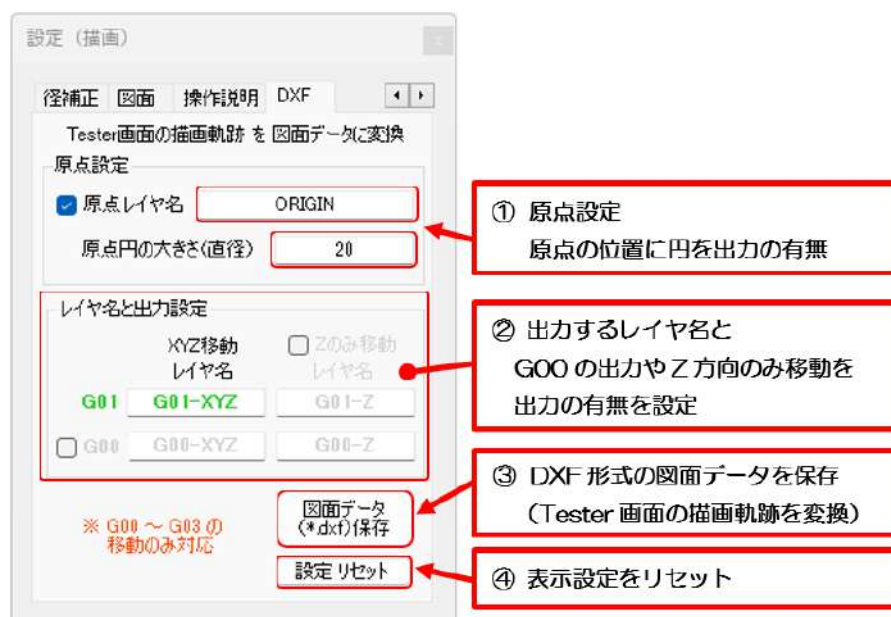 設定（描画）
径補正 図面 操作説明 DXF
Tester画面の描画軌跡 を 図面データに変換
原点設定
原点レイヤ名 ORIGIN
原点円の大きさ(直径) 20
レイヤ名と出力設定
XYZ移動 Zのみ移動
レイヤ名 レイヤ名
G01 G01-XYZ G01-Z
G00 G00-XYZ G00-Z
※ G00 ～ G03 の
移動のみ対応
図面データ
(*.dxf)保存
設定 リセット
① 原点設定
原点の位置に円を出力の有無
② 出力するレイヤ名と
G00 の出力や Z 方向のみ移動を
出力の有無を設定
③ DXF 形式の図面データを保存
（Tester 画面の描画軌跡を変換）
④ 表示設定をリセット